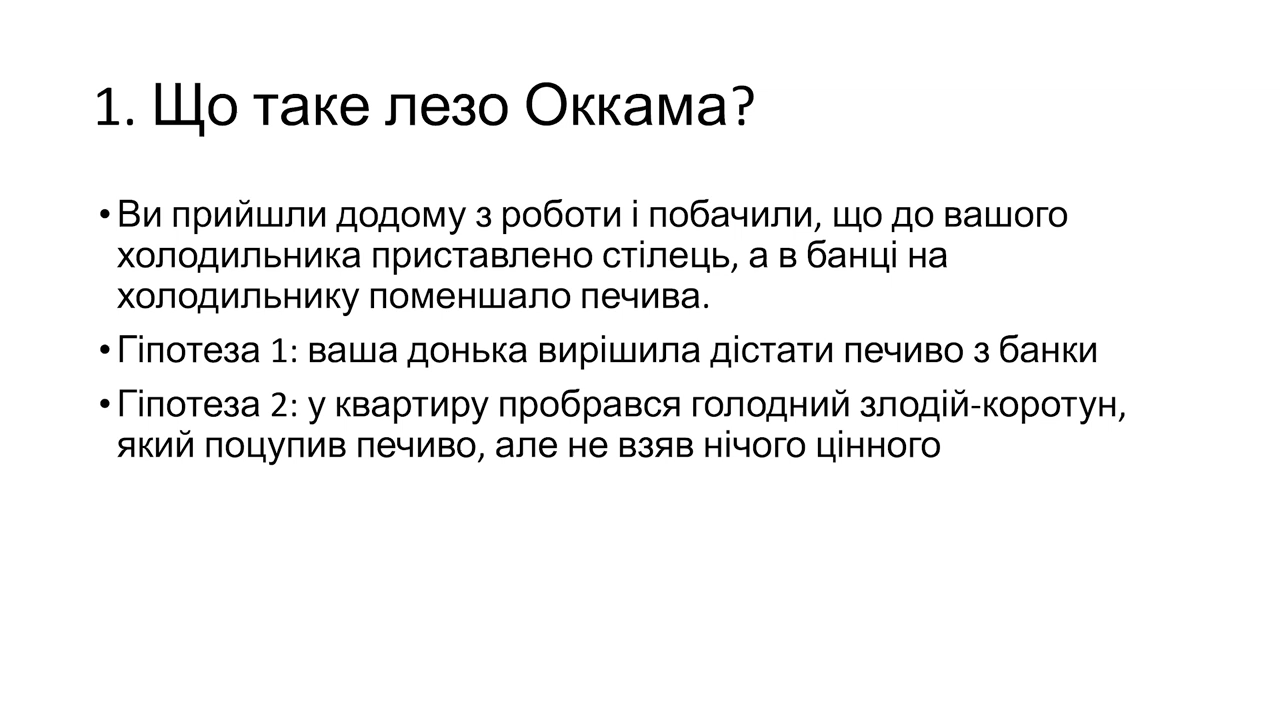 1. Що таке лезо Оккама?
• Ви прийшли додому з роботи і побачили, що до вашого
холодильника приставлено стілець, а в банці на
холодильнику поменшало печива.
• Гіпотеза 1: ваша донька вирішила дістати печиво з банки
• Гіпотеза 2: у квартиру пробрався голодний злодій-коротун,
який поцупив печиво, але не взяв нічого цінного